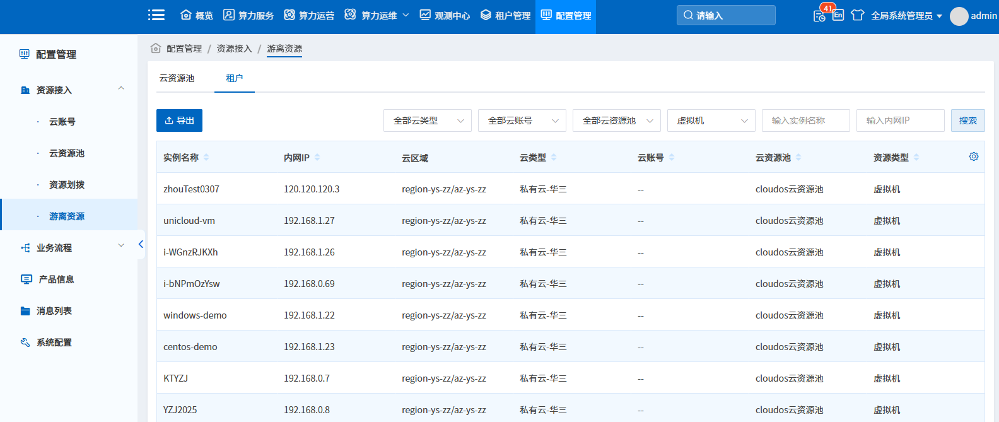 概览 算力服务 算力运营 算力运维 观测中心 租户管理 配置管理 请输入 41 En 全局系统管理员 admin
配置管理
资源接入
云账号
云资源池
资源划拨
游离资源
业务流程
产品信息
消息列表
系统配置
配置管理 / 资源接入 / 游离资源
云资源池 租户
导出 全部云类型 全部云账号 全部云资源池 虚拟机 输入实例名称 输入内网IP 搜索
实例名称 内网IP 云区域 云类型 云账号 云资源池 资源类型
zhouTest0307 120.120.120.3 region-ys-zz/az-ys-zz 私有云-华三 -- cloudos云资源池 虚拟机
unicloud-vm 192.168.1.27 region-ys-zz/az-ys-zz 私有云-华三 -- cloudos云资源池 虚拟机
i-WGnzRJKXh 192.168.1.26 region-ys-zz/az-ys-zz 私有云-华三 -- cloudos云资源池 虚拟机
i-bNPmOzYsw 192.168.0.69 region-ys-zz/az-ys-zz 私有云-华三 -- cloudos云资源池 虚拟机
windows-demo 192.168.1.22 region-ys-zz/az-ys-zz 私有云-华三 -- cloudos云资源池 虚拟机
centos-demo 192.168.1.23 region-ys-zz/az-ys-zz 私有云-华三 -- cloudos云资源池 虚拟机
KTYZJ 192.168.0.7 region-ys-zz/az-ys-zz 私有云-华三 -- cloudos云资源池 虚拟机
YZJ2025 192.168.0.8 region-ys-zz/az-ys-zz 私有云-华三 -- cloudos云资源池 虚拟机